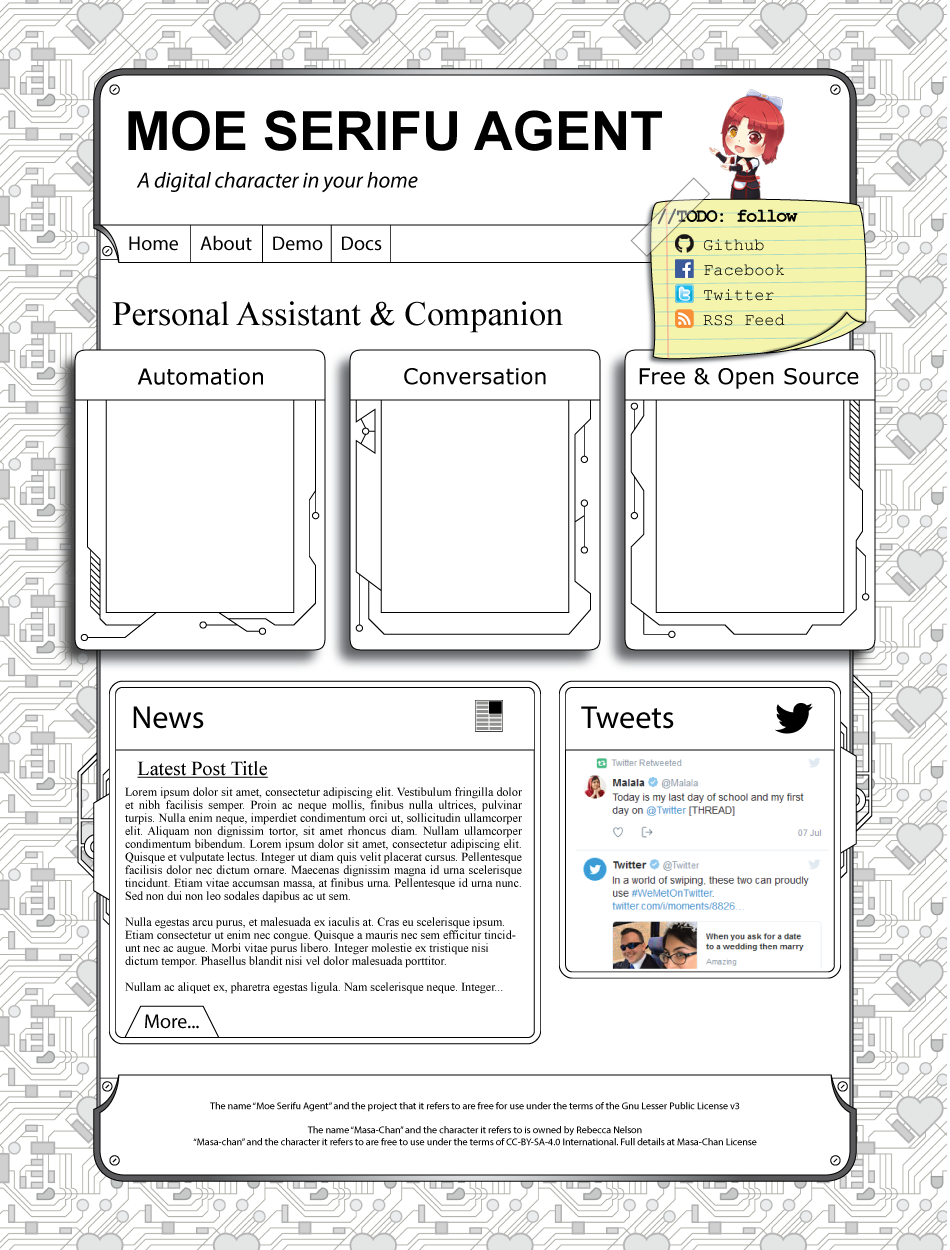 MOE SERIFU AGENT
A digital character in your home
//TODO: follow
Github
Facebook
Twitter
RSS Feed
Home
About
Demo
Docs
Personal Assistant & Companion
Automation
Conversation
Free & Open Source
News
Latest Post Title
Lorem ipsum dolor sit amet, consectetur adipiscing elit. Vestibulum fringilla dolor
et nibh facilisis semper. Proin ac neque mollis, finibus nulla ultrices, pulvinar
turpis. Nulla enim neque, imperdiet condimentum orci ut, sollicitudin ullamcorper
elit. Aliquam non dignissim tortor, sit amet rhoncus diam. Nullam ullamcorper
condimentum bibendum. Lorem ipsum dolor sit amet, consectetur adipiscing elit.
Quisque et vulputate lectus. Integer ut diam quis velit placerat cursus. Pellentesque
facilisis dolor nec dictum ornare. Maecenas dignissim magna id urna scelerisque
tincidunt. Etiam vitae accumsan massa, at finibus urna. Pellentesque id urna nunc.
Sed non dui non leo sodales dapibus ac ut sem.
Nulla egestas arcu purus, et malesuada ex iaculis at. Cras eu scelerisque ipsum.
Etiam consectetur ut enim nec congue. Quisque a mauris nec sem efficitur tincid-
unt nec ac augue. Morbi vitae purus libero. Integer molestie ex tristique nisi
dictum tempor. Phasellus blandit nisi vel dolor malesuada porttitor.
Nullam ac aliquet ex, pharetra egestas ligula. Nam scelerisque neque. Integer...
More...
Tweets
Twitter Retweeted
Malala @Malala
Today is my last day of school and my first
day on @Twitter [THREAD]
07 Jul
Twitter @Twitter
In a world of swiping, these two can proudly
use #WeMetOnTwitter.
twitter.com/i/moments/8826...
When you ask for a date
to a wedding then marry
Amazing
The name “Moe Serifu Agent” and the project that it refers to are free for use under the terms of the Gnu Lesser Public License v3
The name “Masa-Chan” and the character it refers to is owned by Rebecca Nelson
“Masa-chan” and the character it refers to are free to use under the terms of CC-BY-SA-4.0 International. Full details at Masa-Chan License